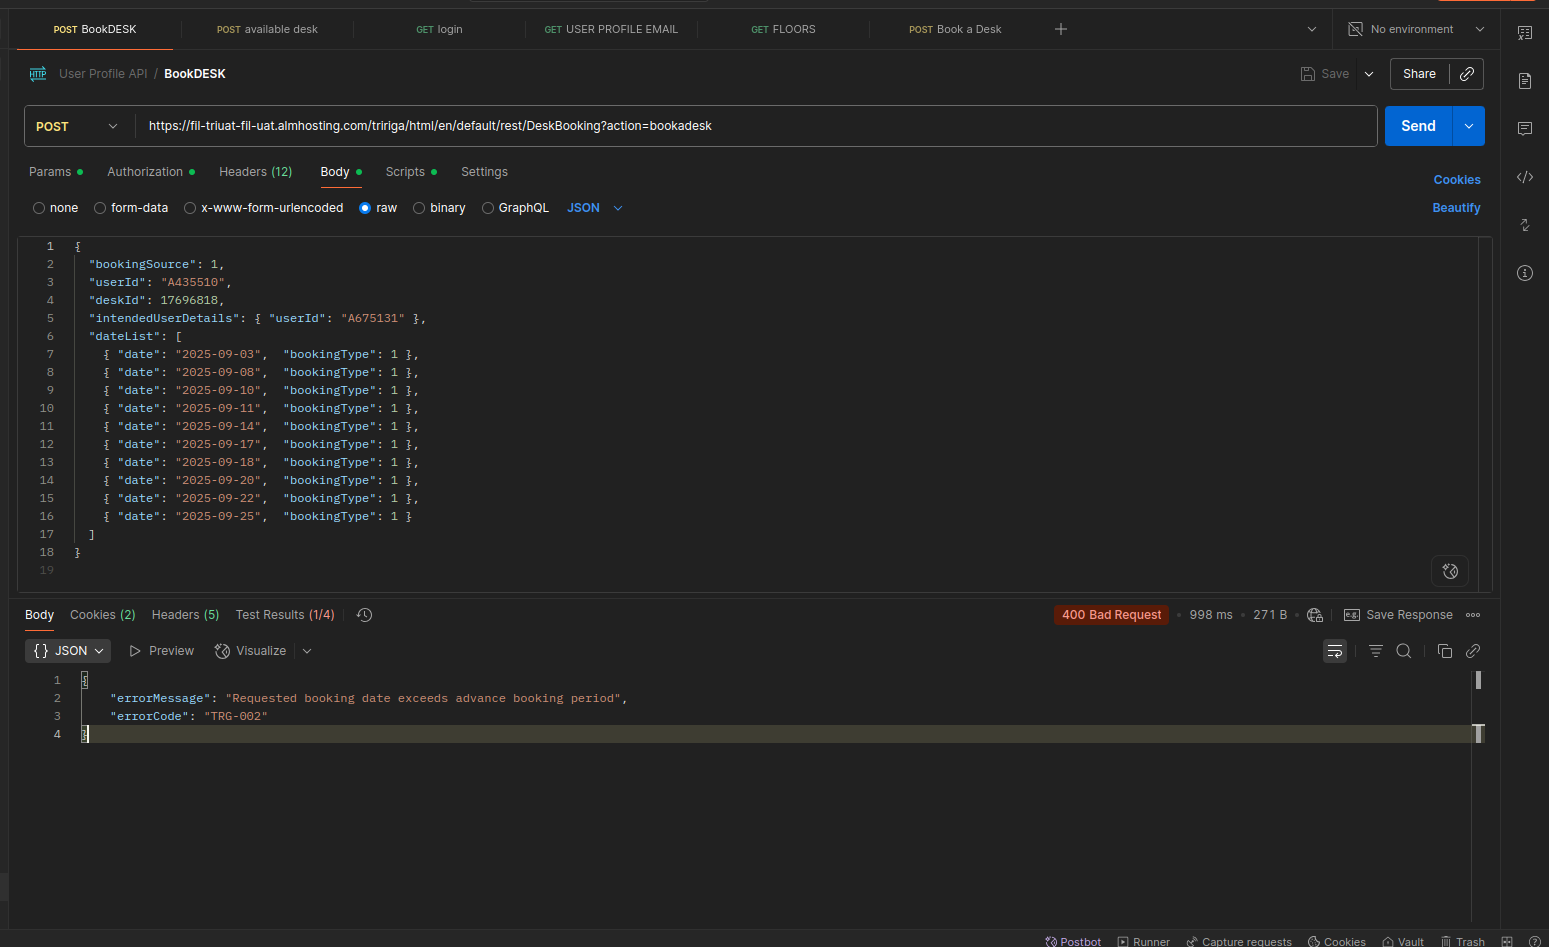 POST BookDESK
POST available desk
GET login
GET USER PROFILE EMAIL
GET FLOORS
POST Book a Desk
No environment
HTTP User Profile API / BookDESK
Save
Share
POST
https://fil-triuat-fil-uat.almhosting.com/tririga/html/en/default/rest/DeskBooking?action=bookadesk
Send
Params
Authorization
Headers (12)
Body
Scripts
Settings
Cookies
none
form-data
x-www-form-urlencoded
raw
binary
GraphQL
JSON
Beautify
1 {
2 "bookingSource": 1,
3 "userId": "A435510",
4 "deskId": 17696818,
5 "intendedUserDetails": { "userId": "A675131" },
6 "dateList": [
7 { "date": "2025-09-03", "bookingType": 1 },
8 { "date": "2025-09-08", "bookingType": 1 },
9 { "date": "2025-09-10", "bookingType": 1 },
10 { "date": "2025-09-11", "bookingType": 1 },
11 { "date": "2025-09-14", "bookingType": 1 },
12 { "date": "2025-09-17", "bookingType": 1 },
13 { "date": "2025-09-18", "bookingType": 1 },
14 { "date": "2025-09-20", "bookingType": 1 },
15 { "date": "2025-09-22", "bookingType": 1 },
16 { "date": "2025-09-25", "bookingType": 1 }
17 ]
18 }
19
Body
Cookies (2)
Headers (5)
Test Results (1/4)
400 Bad Request
998 ms
271 B
e.g. Save Response
{} JSON
Preview
Visualize
1 {
2 "errorMessage": "Requested booking date exceeds advance booking period",
3 "errorCode": "TRG-002"
4 }
Postbot
Runner
Capture requests
Cookies
Vault
Trash